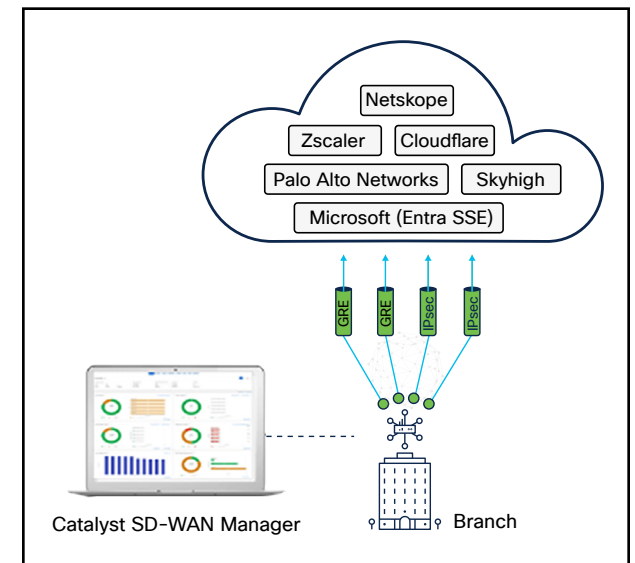 Netskope
Zscaler Cloudflare
Palo Alto Networks Skyhigh
Microsoft (Entra SSE)
GRE GRE IPsec IPsec
Catalyst SD-WAN Manager Branch